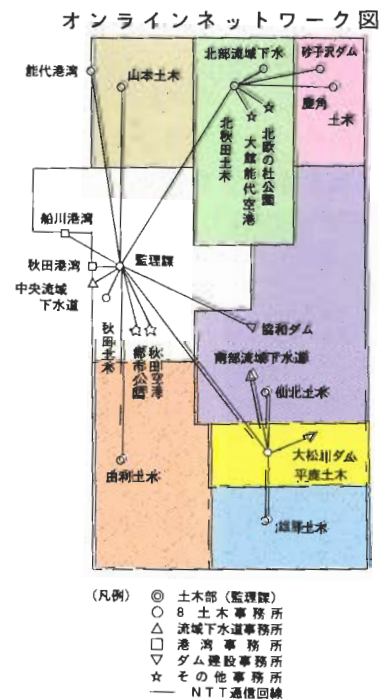 オンラインネットワーク図
北部流域下水
砂子沢ダム
能代港湾
山本土木
鹿角
土木
北秋田土木
大館能代空港
北欧の杜公園
船川港湾
秋田港湾
監理課
中央流域
下水道
秋田土木
都市公園
秋田空港
協和ダム
南部流域下水道
仙北土木
大松川ダム
平鹿土木
由利土木
雄勝土木
(凡例) ◎ 土木部(監理課)
○ 8土木事務所
△ 流域下水道事務所
□ 港湾事務所
▽ ダム建設事務所
☆ その他事務所
── NTT通信回線